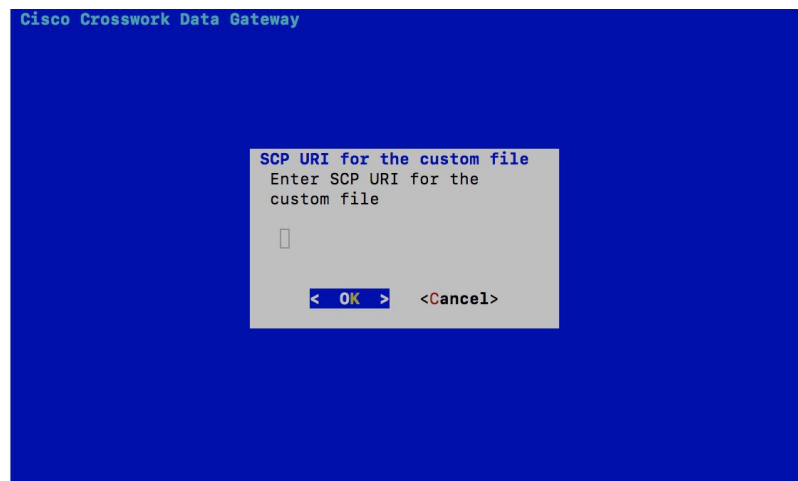 Cisco Crosswork Data Gateway
SCP URI for the custom file
Enter SCP URI for the
custom file
< OK > <Cancel>